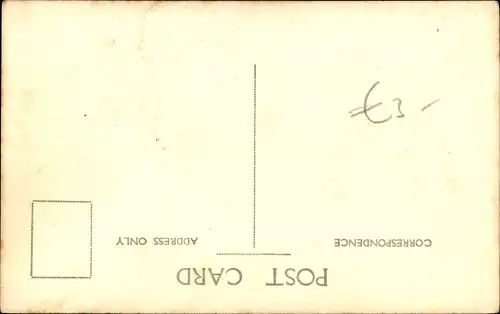 POST CARD
CORRESPONDENCE
ADDRESS ONLY
€3-